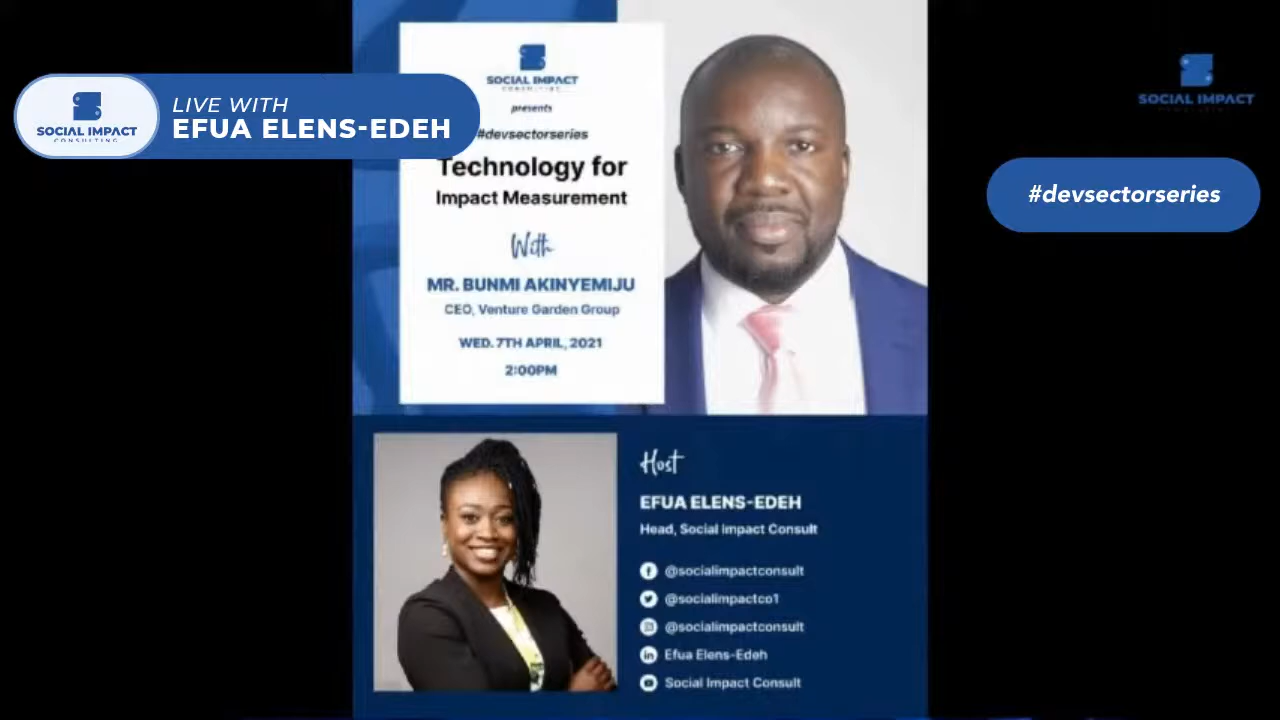 SOCIAL IMPACT
CONSULTING
LIVE WITH
EFUA ELENS-EDEH
SOCIAL IMPACT
CONSULTING
presents
#devsectorseries
Technology for
Impact Measurement
With
MR. BUNMI AKINYEMIJU
CEO, Venture Garden Group
WED. 7TH APRIL, 2021
2:00PM
SOCIAL IMPACT
#devsectorseries
Host
EFUA ELENS-EDEH
Head, Social Impact Consult
@socialimpactconsult
@socialimpactco1
@socialimpactconsult
Efua Elens-Edeh
Social Impact Consult